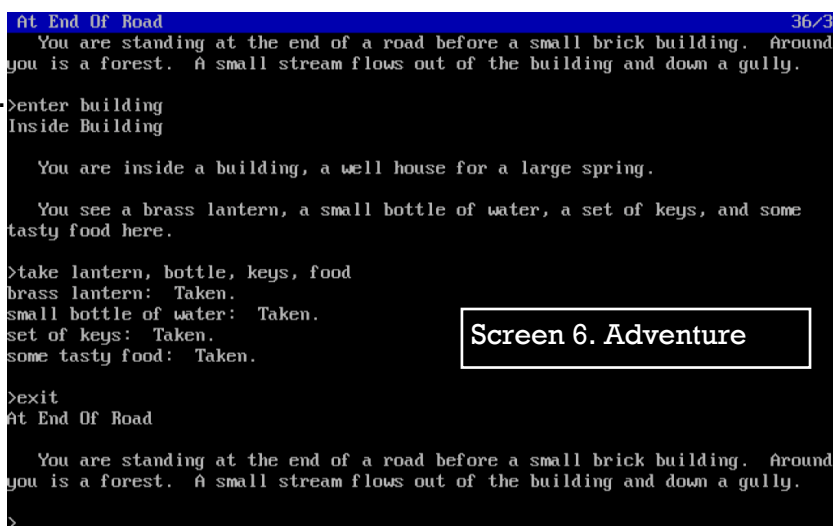 At End Of Road 36/3
You are standing at the end of a road before a small brick building. Around
you is a forest. A small stream flows out of the building and down a gully.
>enter building
Inside Building
You are inside a building, a well house for a large spring.
You see a brass lantern, a small bottle of water, a set of keys, and some
tasty food here.
>take lantern, bottle, keys, food
brass lantern: Taken.
small bottle of water: Taken.
set of keys: Taken.
some tasty food: Taken.
Screen 6. Adventure
>exit
At End Of Road
You are standing at the end of a road before a small brick building. Around
you is a forest. A small stream flows out of the building and down a gully.
>